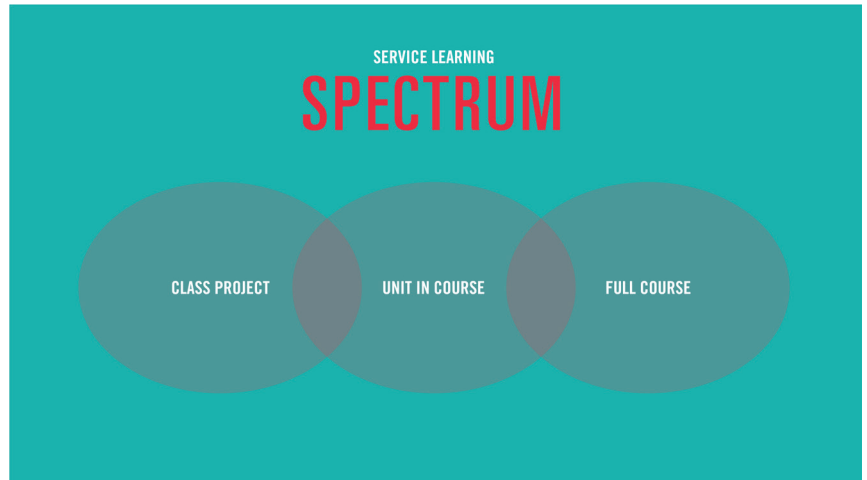 SERVICE LEARNING
SPECTRUM
CLASS PROJECT
UNIT IN COURSE
FULL COURSE